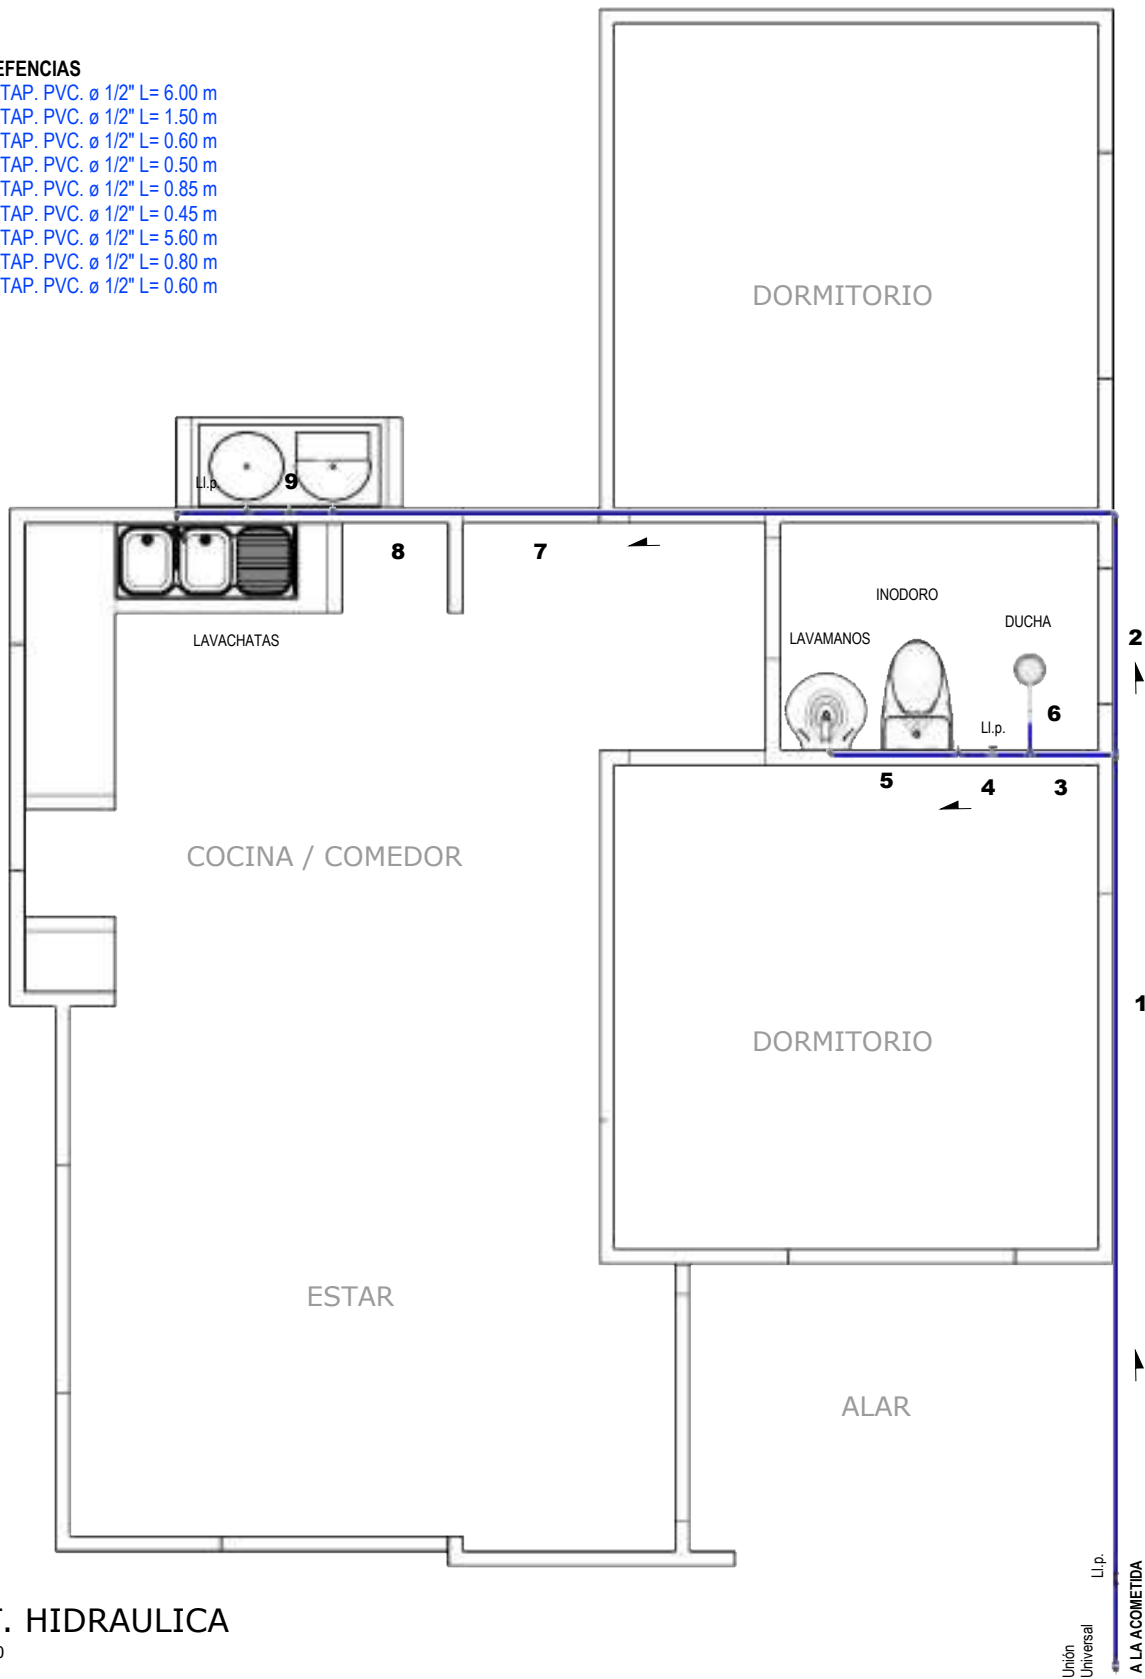 EFENCIAS
TAP. PVC. ø 1/2" L= 6.00 m
TAP. PVC. ø 1/2" L= 1.50 m
TAP. PVC. ø 1/2" L= 0.60 m
TAP. PVC. ø 1/2" L= 0.50 m
TAP. PVC. ø 1/2" L= 0.85 m
TAP. PVC. ø 1/2" L= 0.45 m
TAP. PVC. ø 1/2" L= 5.60 m
TAP. PVC. ø 1/2" L= 0.80 m
TAP. PVC. ø 1/2" L= 0.60 m
DORMITORIO
Ll.p.
9
8
7
INODORO
DUCHA
LAVAMANOS
LAVACHATAS
2
6
Ll.p.
5
4
3
COCINA / COMEDOR
1
DORMITORIO
ESTAR
ALAR
Ll.p.
Unión
Universal
A LA ACOMETIDA
T. HIDRAULICA
0